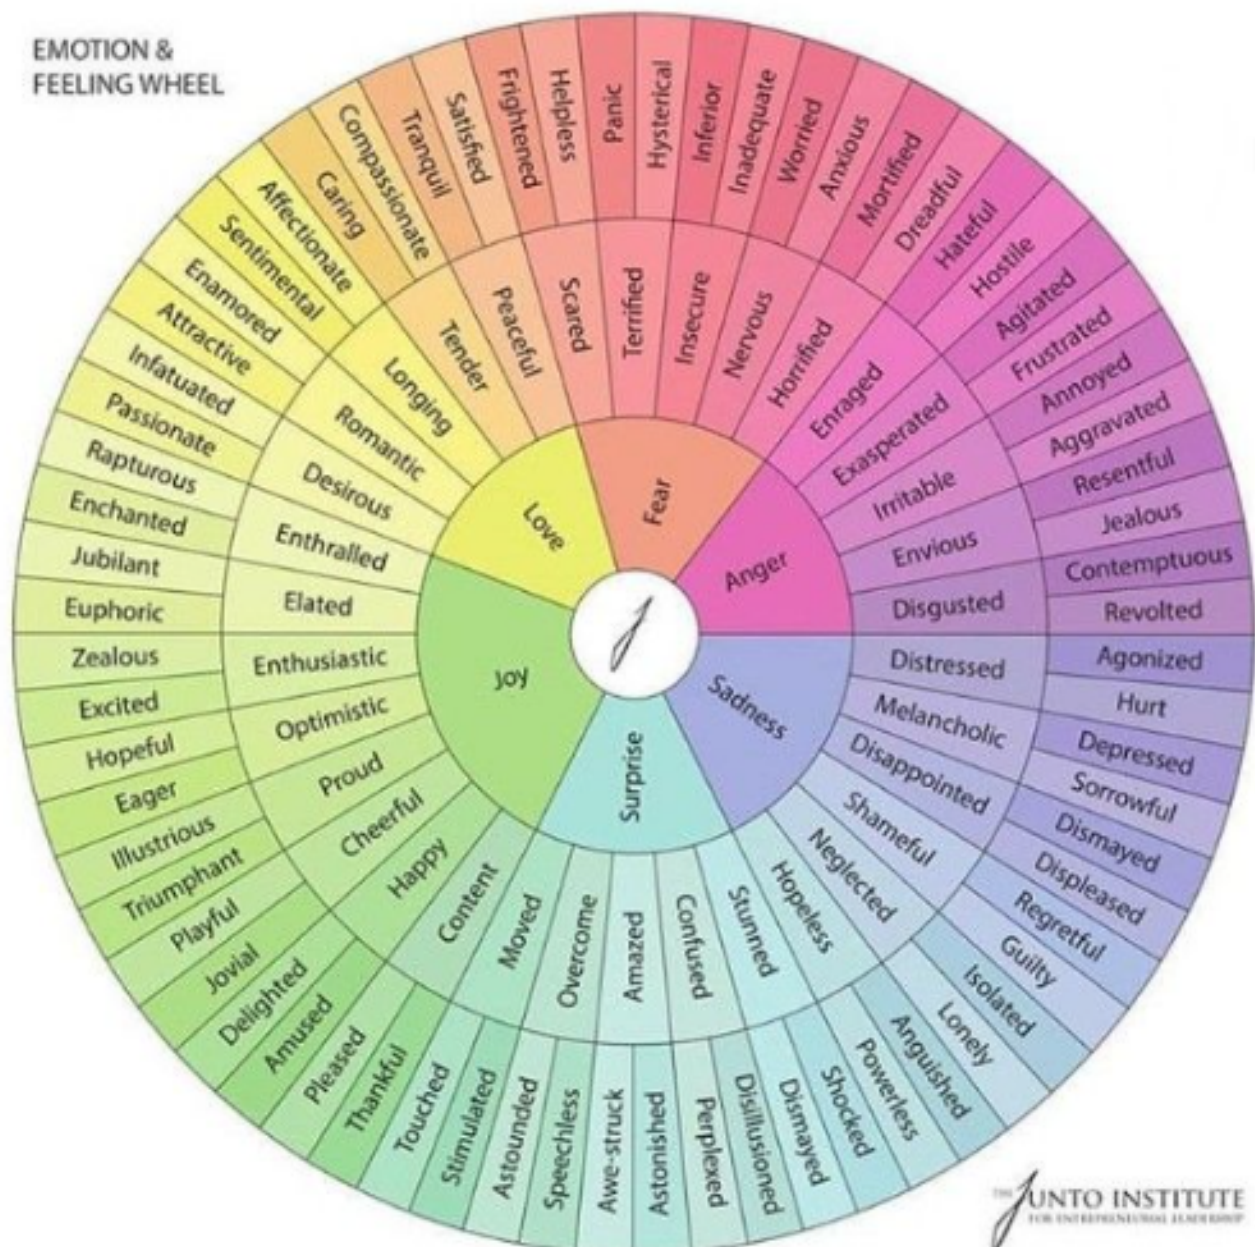 EMOTION &
FEELING WHEEL
Love
Fear
Anger
Sadness
Surprise
Joy
Scared
Terrified
Insecure
Nervous
Horrified
Enraged
Exasperated
Irritable
Envious
Disgusted
Distressed
Melancholic
Disappointed
Shameful
Neglected
Hopeless
Stunned
Confused
Amazed
Overcome
Moved
Content
Happy
Cheerful
Proud
Optimistic
Enthusiastic
Elated
Enthralled
Desirous
Romantic
Longing
Tender
Peaceful
Frightened
Helpless
Panic
Hysterical
Inferior
Inadequate
Worried
Anxious
Mortified
Dreadful
Hateful
Hostile
Agitated
Frustrated
Annoyed
Aggravated
Resentful
Jealous
Contemptuous
Revolted
Agonized
Hurt
Depressed
Sorrowful
Dismayed
Displeased
Regretful
Guilty
Isolated
Lonely
Anguished
Powerless
Shocked
Dismayed
Disillusioned
Perplexed
Astonished
Awe-struck
Speechless
Astounded
Stimulated
Touched
Thankful
Pleased
Amused
Delighted
Jovial
Playful
Triumphant
Illustrious
Eager
Hopeful
Excited
Zealous
Euphoric
Jubilant
Enchanted
Rapturous
Passionate
Infatuated
Attractive
Enamored
Sentimental
Affectionate
Caring
Compassionate
Tranquil
Satisfied
THE JUNTO INSTITUTE
FOR ENTREPRENEURIAL LEADERSHIP